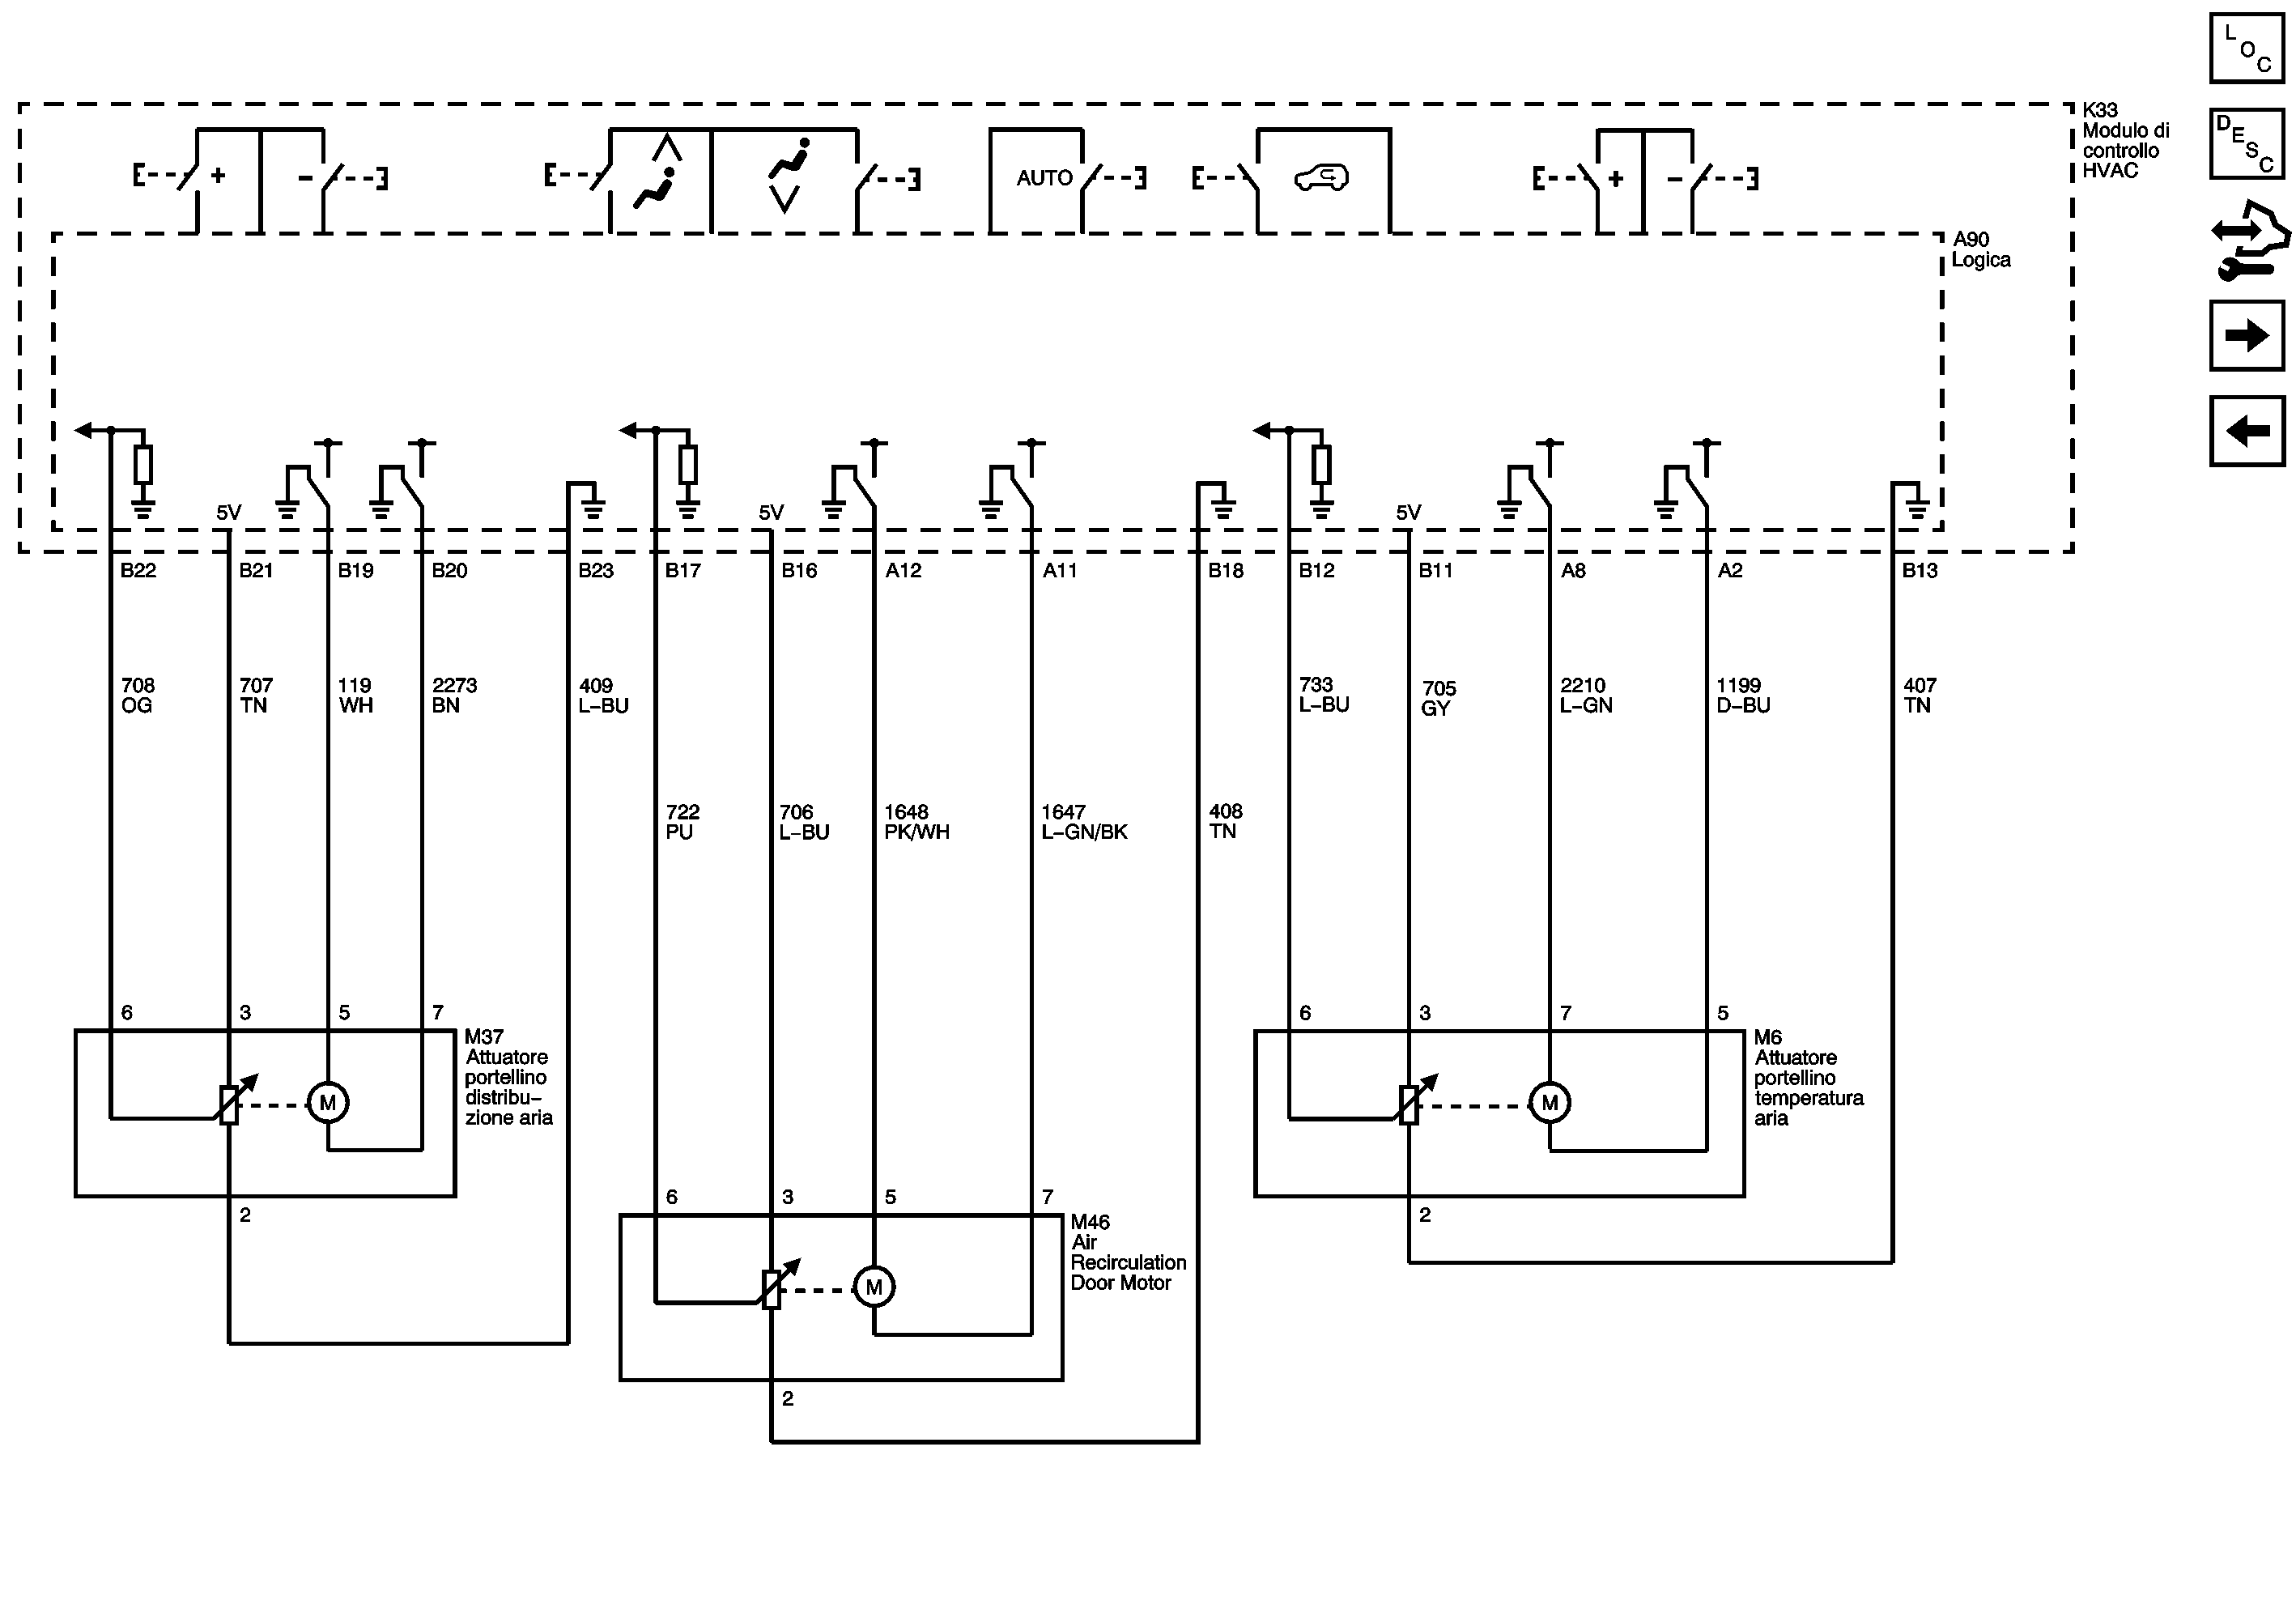 L
O
C
K33
Modulo di
controllo
HVAC
D
E
S
C
+ −
AUTO
+ −
A90
Logica
5V 5V 5V
B22 B21 B19 B20 B23 B17 B16 A12 A11 B18 B12 B11 A8 A2 B13
708
OG
707
TN
119
WH
2273
BN
409
L−BU
733
L−BU
705
GY
2210
L−GN
1199
D−BU
407
TN
722
PU
706
L−BU
1648
PK/WH
1647
L−GN/BK
408
TN
6 3 5 7
M37
Attuatore
portellino
distribu−
zione aria
M
2
6 3 7 5
M6
Attuatore
portellino
temperatura
aria
M
2
6 3 5 7
M46
Air
Recirculation
Door Motor
M
2